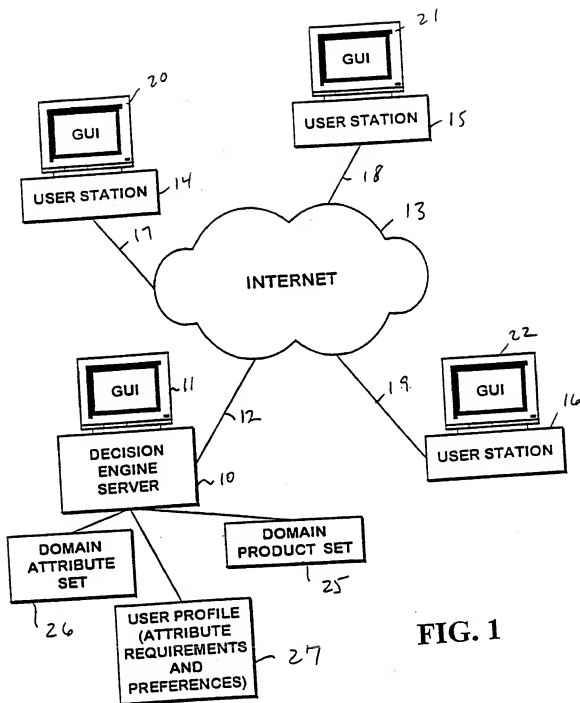 21
GUI
USER STATION
15
20
GUI
USER STATION
14
18
13
17
INTERNET
22
GUI
USER STATION
16
19
11
GUI
12
DECISION
ENGINE
SERVER
10
DOMAIN
ATTRIBUTE
SET
26
DOMAIN
PRODUCT SET
25
USER PROFILE
(ATTRIBUTE
REQUIREMENTS
AND
PREFERENCES)
27
FIG. 1